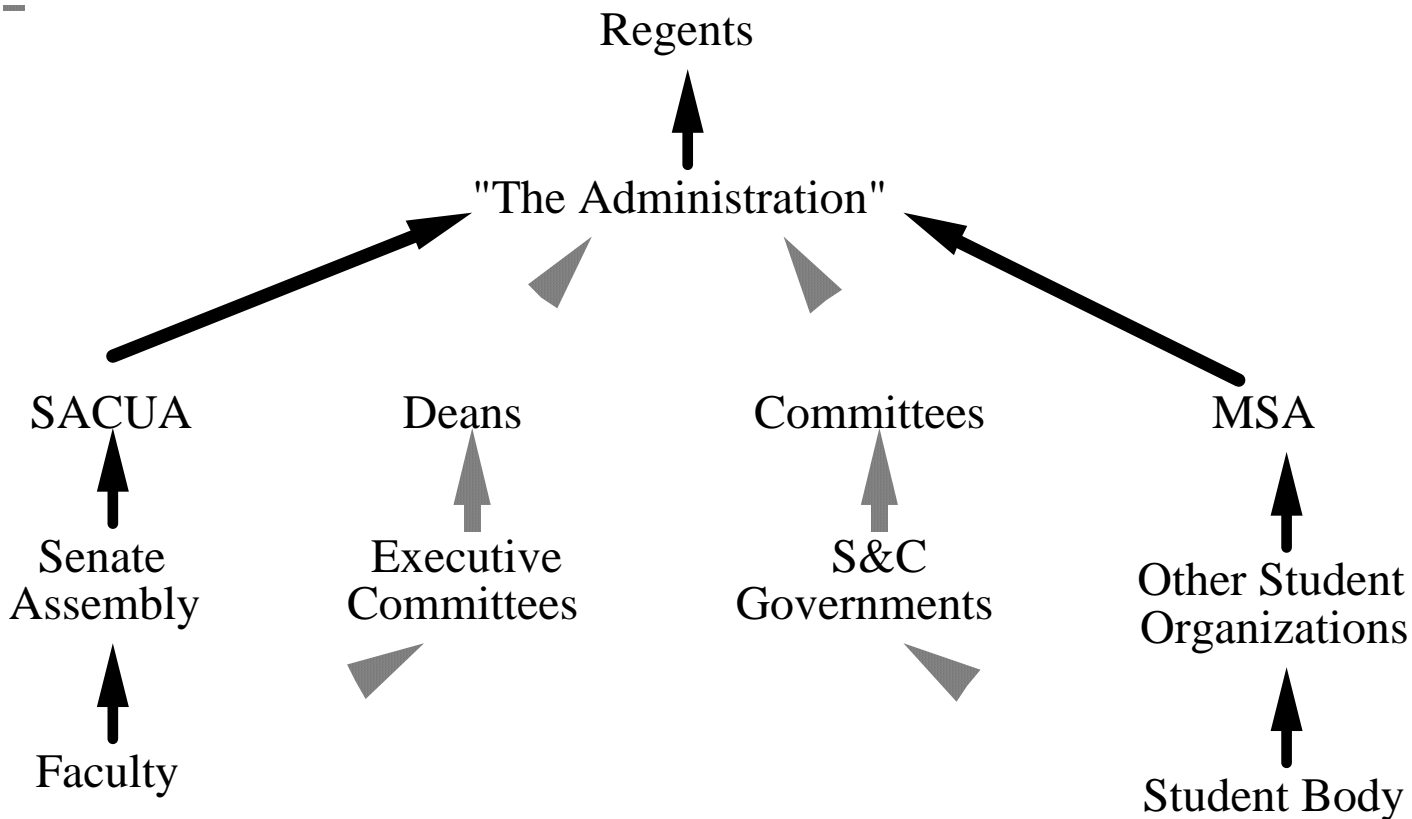 Regents
"The Administration"
SACUA
Deans
Committees
MSA
Senate
Assembly
Executive
Committees
S&C
Governments
Other Student
Organizations
Faculty
Student Body